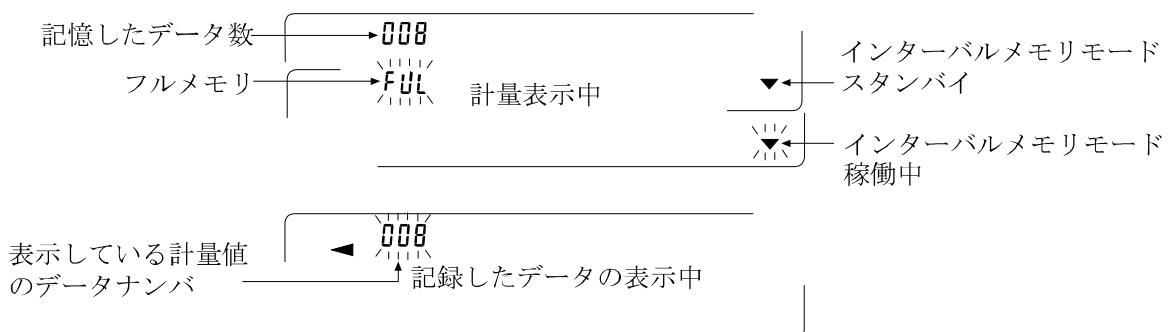 記憶したデータ数
008
フルメモリ
FUL
計量表示中
インターバルメモリモード
スタンバイ
インターバルメモリモード
稼働中
008
表示している計量値
のデータナンバ
記録したデータの表示中